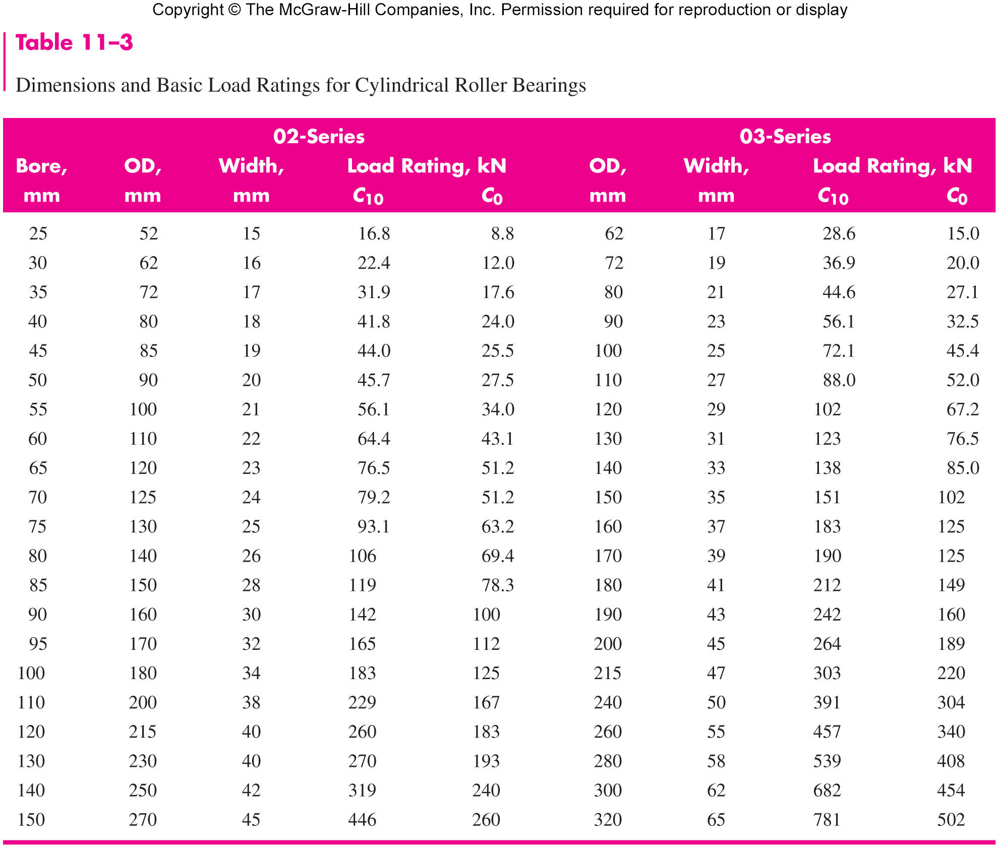 Copyright © The McGraw-Hill Companies, Inc. Permission required for reproduction or display
Table 11–3
Dimensions and Basic Load Ratings for Cylindrical Roller Bearings
02-Series 03-Series
Bore, OD, Width, Load Rating, kN OD, Width, Load Rating, kN
mm mm mm C10 C0 mm mm C10 C0
25 52 15 16.8 8.8 62 17 28.6 15.0
30 62 16 22.4 12.0 72 19 36.9 20.0
35 72 17 31.9 17.6 80 21 44.6 27.1
40 80 18 41.8 24.0 90 23 56.1 32.5
45 85 19 44.0 25.5 100 25 72.1 45.4
50 90 20 45.7 27.5 110 27 88.0 52.0
55 100 21 56.1 34.0 120 29 102 67.2
60 110 22 64.4 43.1 130 31 123 76.5
65 120 23 76.5 51.2 140 33 138 85.0
70 125 24 79.2 51.2 150 35 151 102
75 130 25 93.1 63.2 160 37 183 125
80 140 26 106 69.4 170 39 190 125
85 150 28 119 78.3 180 41 212 149
90 160 30 142 100 190 43 242 160
95 170 32 165 112 200 45 264 189
100 180 34 183 125 215 47 303 220
110 200 38 229 167 240 50 391 304
120 215 40 260 183 260 55 457 340
130 230 40 270 193 280 58 539 408
140 250 42 319 240 300 62 682 454
150 270 45 446 260 320 65 781 502